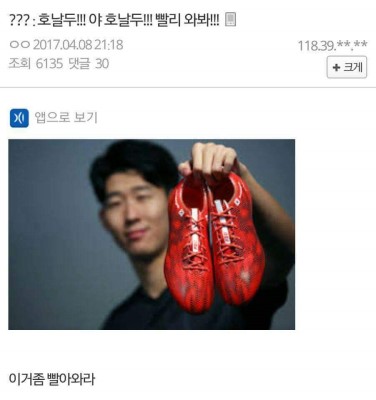 ??? : 호날두!!! 야 호날두!!! 빨리 와봐!!!
ㅇㅇ 2017.04.08 21:18
118.39.**.**
조회 6135 댓글 30
+ 크게
앱으로 보기
이거좀 빨아와라